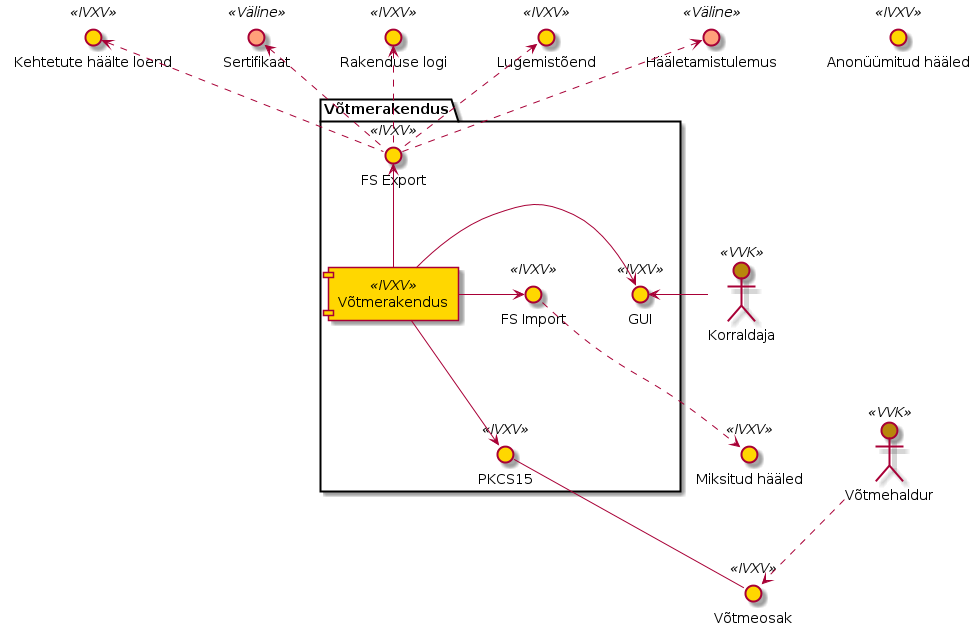 «IVXV»
Kehtetute häälte loend
«Väline»
Sertifikaat
«IVXV»
Rakenduse logi
«IVXV»
Lugemistõend
«Väline»
Hääletamistulemus
«IVXV»
Anonüümitud hääled
Võtmerakendus
«IVXV»
FS Export
«IVXV»
Võtmerakendus
«IVXV»
FS Import
«IVXV»
GUI
«VVK»
Korraldaja
«IVXV»
PKCS15
«IVXV»
Miksitud hääled
«VVK»
Võtmehaldur
«IVXV»
Võtmeosak